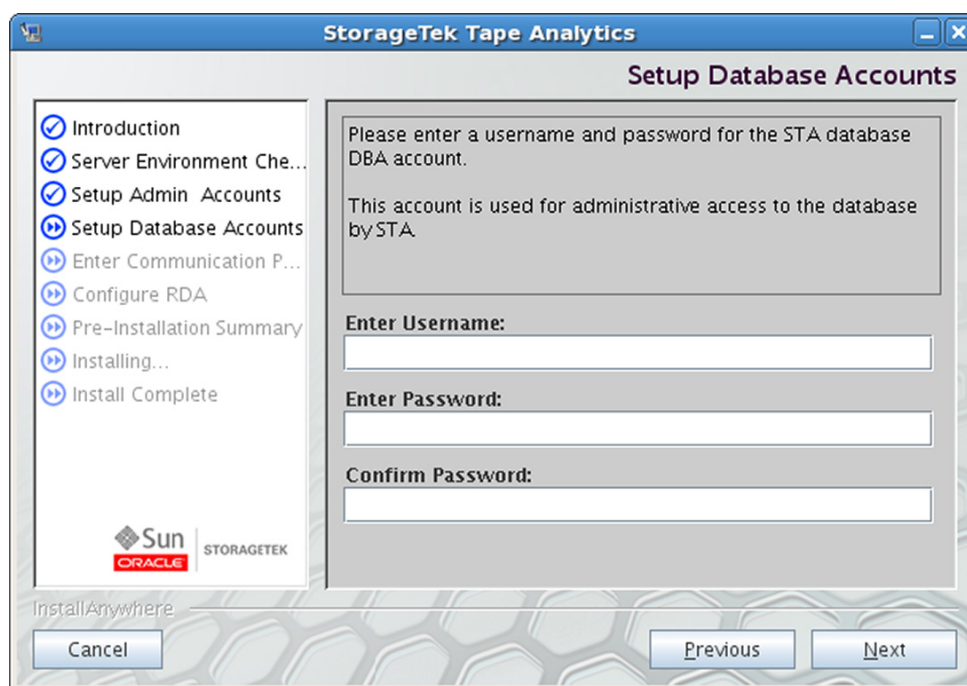 StorageTek Tape Analytics
Setup Database Accounts
Introduction
Server Environment Che...
Setup Admin Accounts
Setup Database Accounts
Enter Communication P...
Configure RDA
Pre-Installation Summary
Installing...
Install Complete
Sun
ORACLE
STORAGETEK
Please enter a username and password for the STA database
DBA account.
This account is used for administrative access to the database
by STA.
Enter Username:
Enter Password:
Confirm Password:
InstallAnywhere
Cancel
Previous
Next